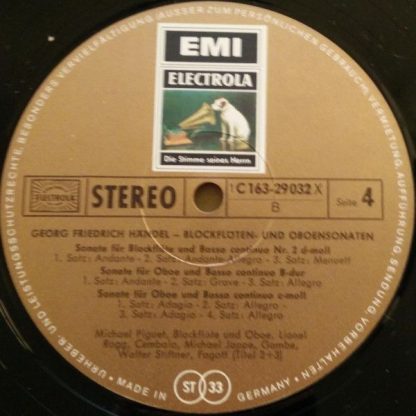 EMI
ELECTROLA
Die Stimme seines Herrn
ELECTROLA
STEREO
1 C 163-29 032 X
B
Seite 4
GEORG FRIEDRICH HÄNDEL – BLOCKFLÖTEN- UND OBOENSONATEN
Sonate für Blockflöte und Basso continuo Nr. 2 d-moll
1. Satz: Andante - 2. Satz: Andante Allegro - 3. Satz: Menuett
Sonate für Oboe und Basso continuo B-dur
1. Satz: Andante - 2. Satz: Grave - 3. Satz: Allegro
Sonate für Oboe und Basso continuo c-moll
1. Satz: Adagio - 2. Satz: Allegro -
3. Satz: Adagio - 4. Satz: Allegro
Michael Piguet, Blockflöte und Oboe, Lionel
Rogg, Cembalo, Michael Jappe, Gambe,
Walter Stiftner, Fagott (Titel 2+3)
URHEBER- UND LEISTUNGSSCHUTZRECHTE, BESONDERS VERVIELFÄLTIGUNG (AUSSER ZUM PERSÖNLICHEN GEBRAUCH), VERMIETUNG, AUFFÜHRUNG, SENDUNG, VORBEHALTEN
· MADE IN GERMANY ·
ST 33